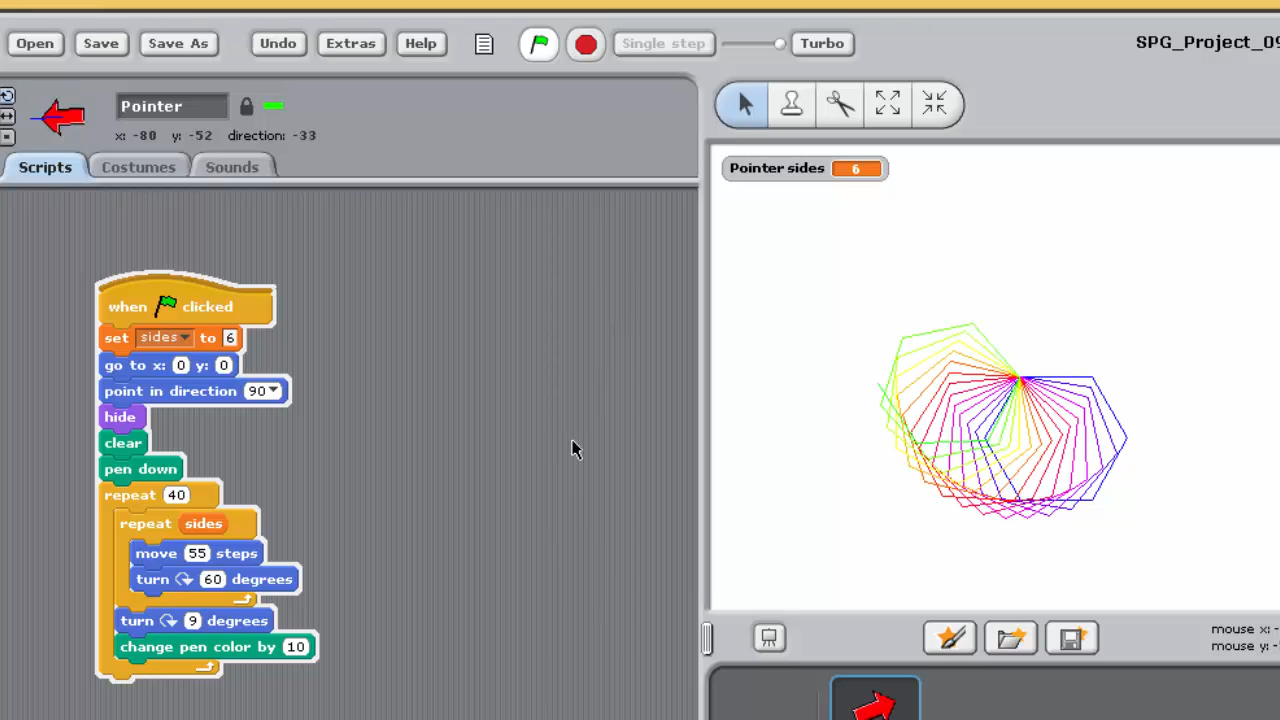 Open Save Save As Undo Extras Help Single step Turbo SPG_Project_09
Pointer
x: -80 y: -52 direction: -33
Scripts Costumes Sounds
Pointer sides 6
when clicked
set sides to 6
go to x: 0 y: 0
point in direction 90
hide
clear
pen down
repeat 40
repeat sides
move 55 steps
turn 60 degrees
turn 9 degrees
change pen color by 10
mouse x: -
mouse y: -